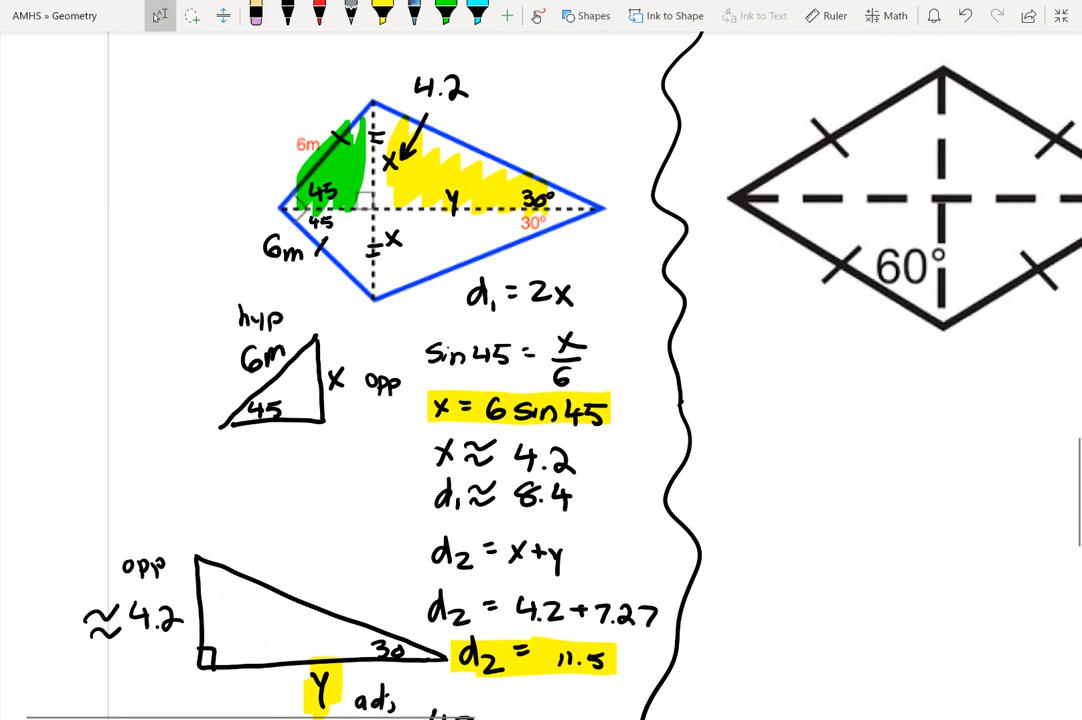 AMHS » Geometry
Shapes
Ink to Shape
Ink to Text
Ruler
Math
4.2
6m
=
x
45
y
30°
45
30°
6m
= x
60°
d₁ = 2x
hyp
6m
x opp
45
sin 45 = x/6
x = 6 sin 45
x ≈ 4.2
d₁ ≈ 8.4
d₂ = x+y
d₂ = 4.2 + 7.27
d₂ = 11.5
opp
≈ 4.2
30
y adj